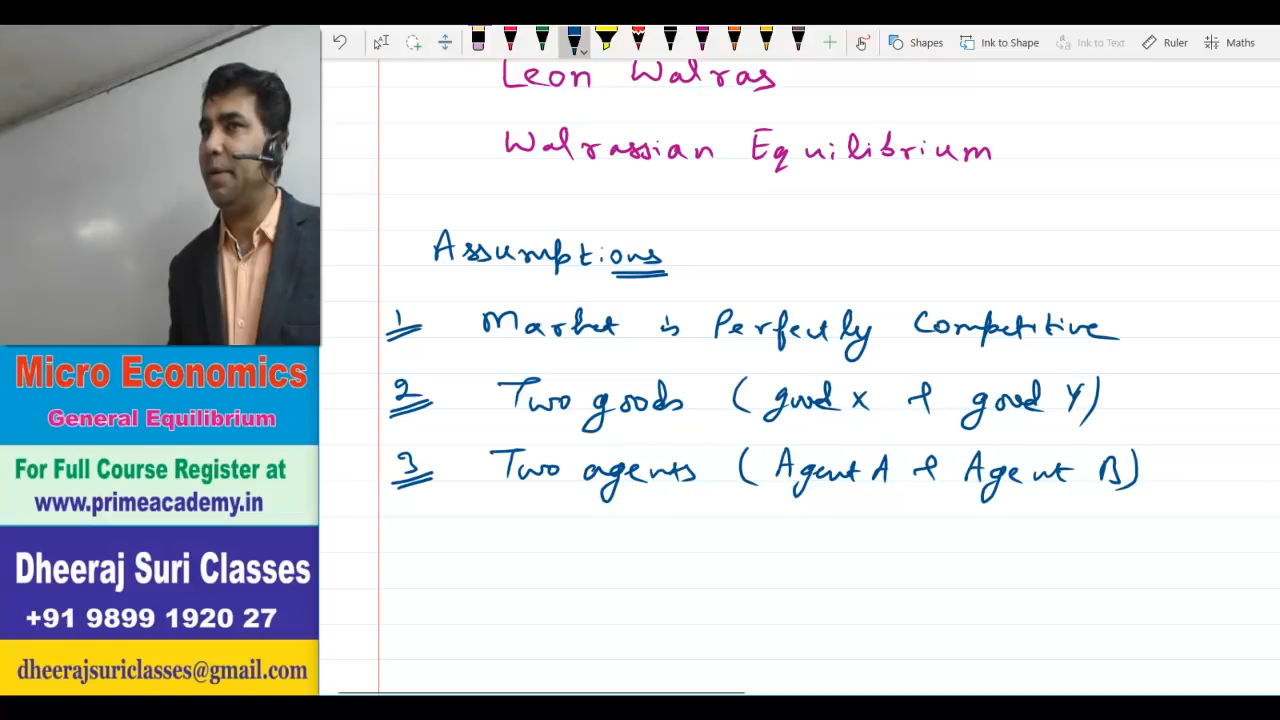 Shapes
Ink to Shape
Ink to Text
Ruler
Maths
Leon Walras
Walrassian Equilibrium
Assumptions
1 Market is Perfectly Competitive
2 Two goods (good X & good Y)
3 Two agents (Agent A & Agent B)
Micro Economics
General Equilibrium
For Full Course Register at
www.primeacademy.in
Dheeraj Suri Classes
+91 9899 1920 27
dheerajsuriclasses@gmail.com